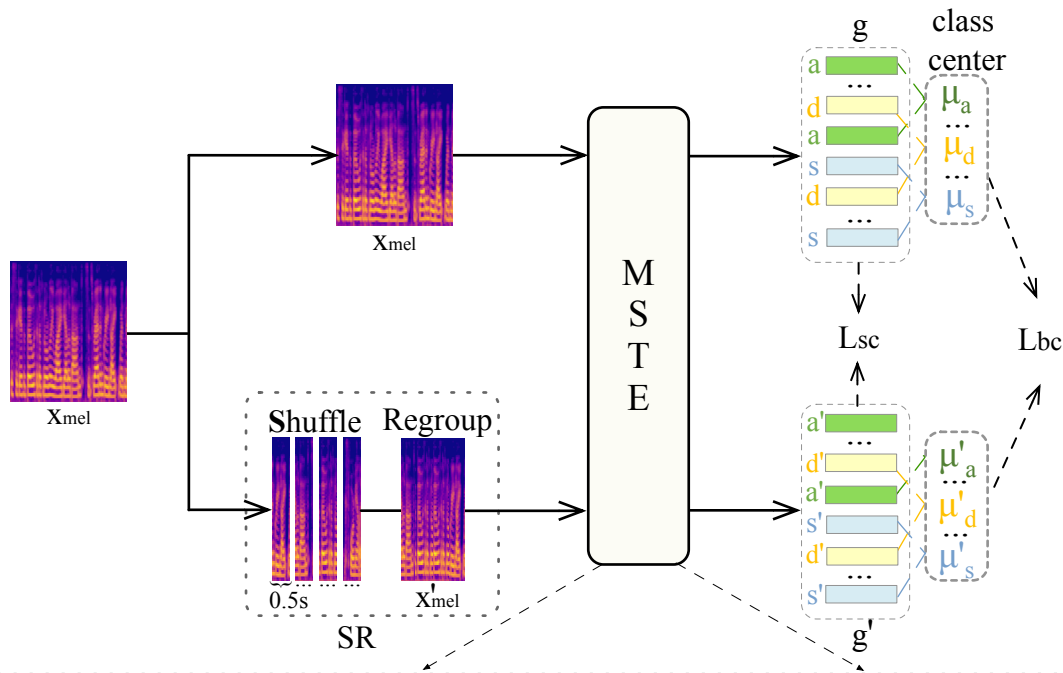 g
class
center
a
...
d
a
s
d
...
s
μa
...
μd
...
μs
xmel
M
S
T
E
Lsc
Lbc
xmel
Shuffle
Regroup
... ... ...
0.5s
x'mel
SR
a'
...
d'
a'
s'
d'
...
s'
μ'a
...
μ'd
...
μ's
g'